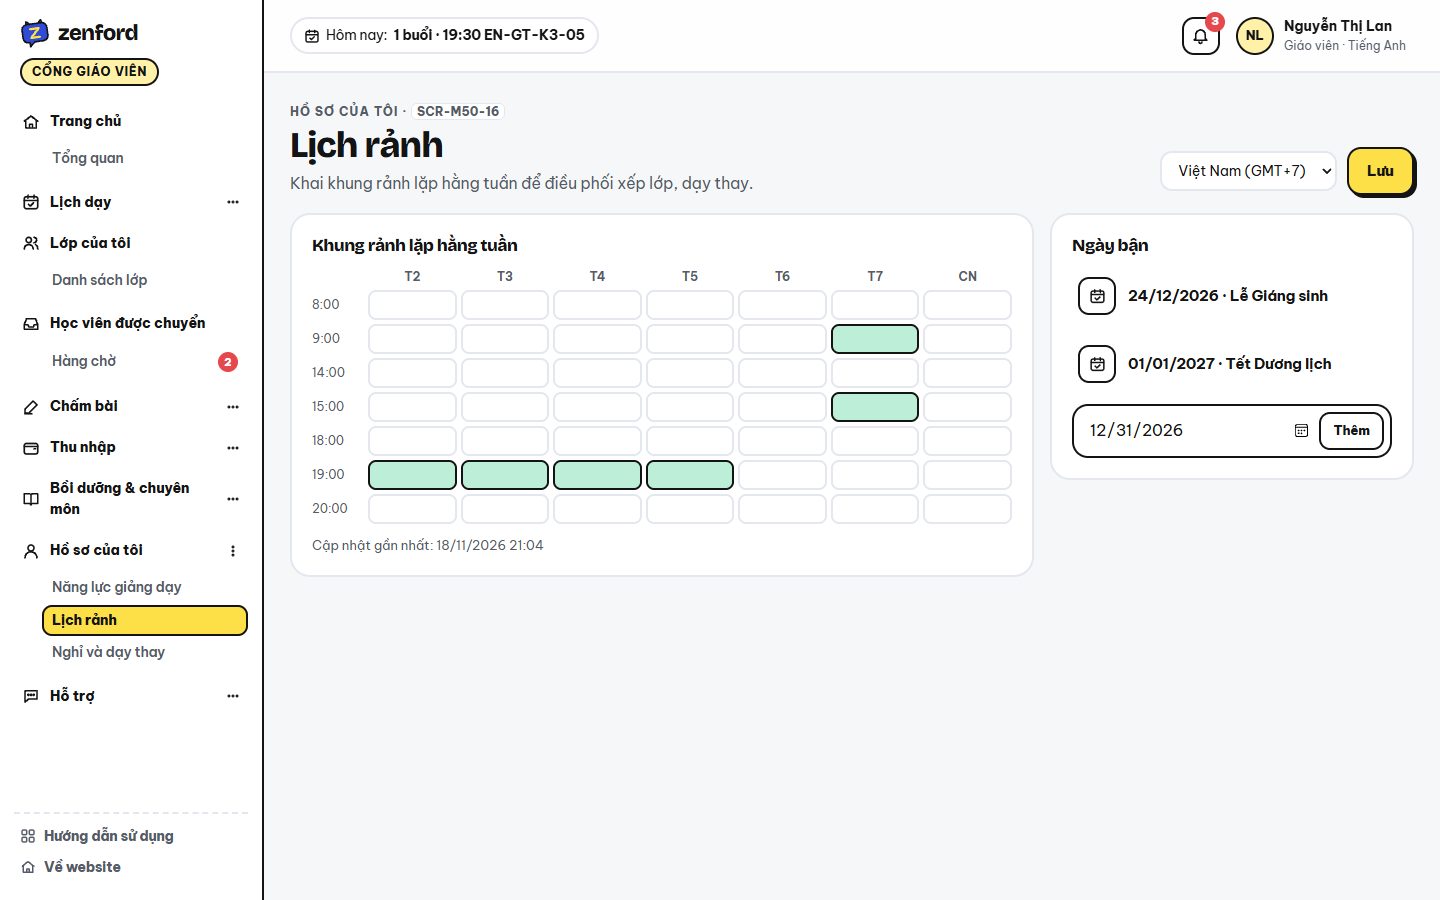 zenford
CỔNG GIÁO VIÊN
Trang chủ
Tổng quan
Lịch dạy
Lớp của tôi
Danh sách lớp
Học viên được chuyển
Hàng chờ 2
Chấm bài
Thu nhập
Bồi dưỡng & chuyên
môn
Hồ sơ của tôi
Năng lực giảng dạy
Lịch rảnh
Nghỉ và dạy thay
Hỗ trợ
Hướng dẫn sử dụng
Về website
Hôm nay: 1 buổi · 19:30 EN-GT-K3-05
3
NL
Nguyễn Thị Lan
Giáo viên · Tiếng Anh
HỒ SƠ CỦA TÔI · SCR-M50-16
Lịch rảnh
Khai khung rảnh lặp hằng tuần để điều phối xếp lớp, dạy thay.
Việt Nam (GMT+7)
Lưu
Khung rảnh lặp hằng tuần
T2 T3 T4 T5 T6 T7 CN
8:00
9:00
14:00
15:00
18:00
19:00
20:00
Cập nhật gần nhất: 18/11/2026 21:04
Ngày bận
24/12/2026 · Lễ Giáng sinh
01/01/2027 · Tết Dương lịch
12/31/2026
Thêm